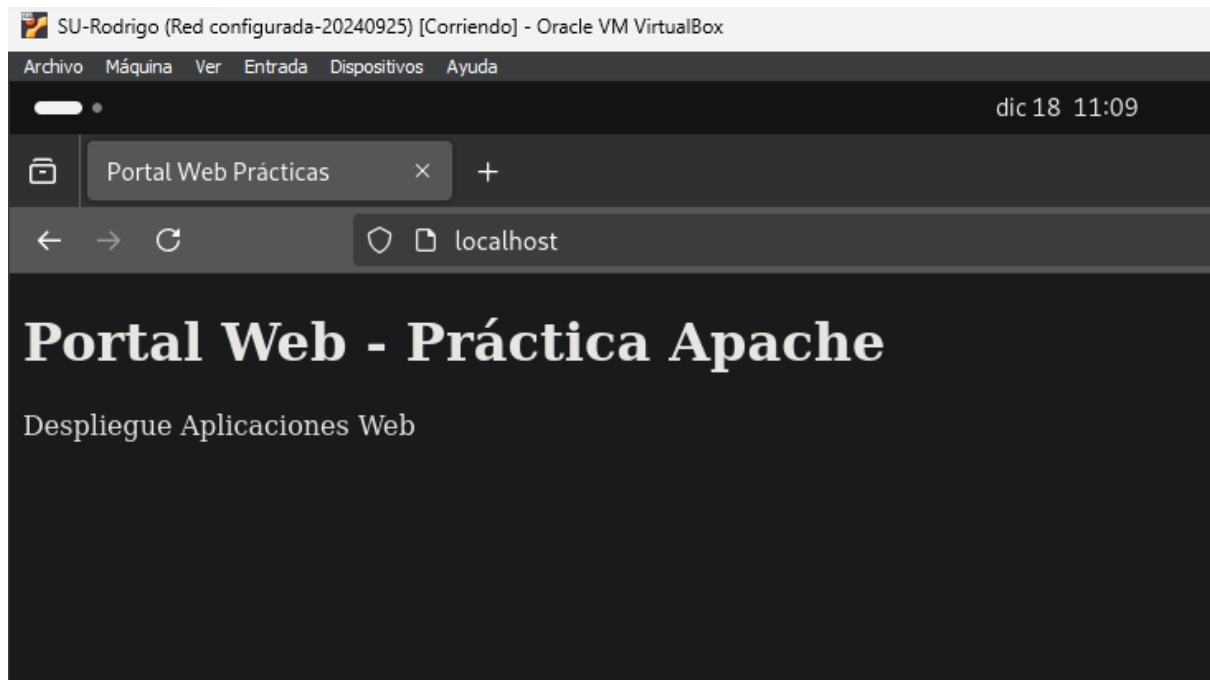 SU-Rodrigo (Red configurada-20240925) [Corriendo] - Oracle VM VirtualBox
Archivo Máquina Ver Entrada Dispositivos Ayuda
dic 18 11:09
Portal Web Prácticas
localhost
Portal Web - Práctica Apache
Despliegue Aplicaciones Web